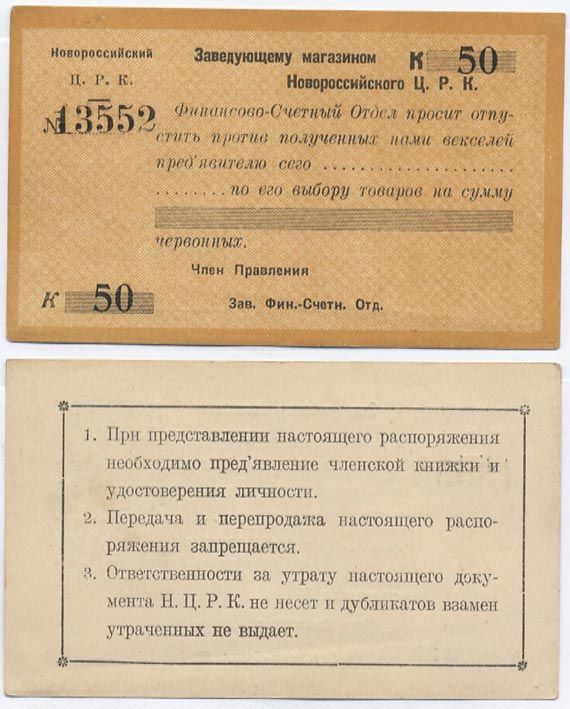 Новороссийский
Ц. Р. К.
№ 13552
Заведующему магазином К 50
Новороссийского Ц. Р. К.
Финансово-Счетный Отдел просит отпу-
стить против полученных нами векселей
пред'явителю сего . . . . . . . . . . . . . . . . . . . . .
. . . . . . . . по его выбору товаров на сумму
червонных.
Член Правления
К 50
Зав. Фин.-Счетн. Отд.
1. При представлении настоящего распоряжения
необходимо пред'явление членской книжки и
удостоверения личности.
2. Передача и перепродажа настоящего распо-
ряжения запрещается.
3. Ответственности за утрату настоящего доку-
мента Н. Ц. Р. К. не несет и дубликатов взамен
утраченных не выдает.